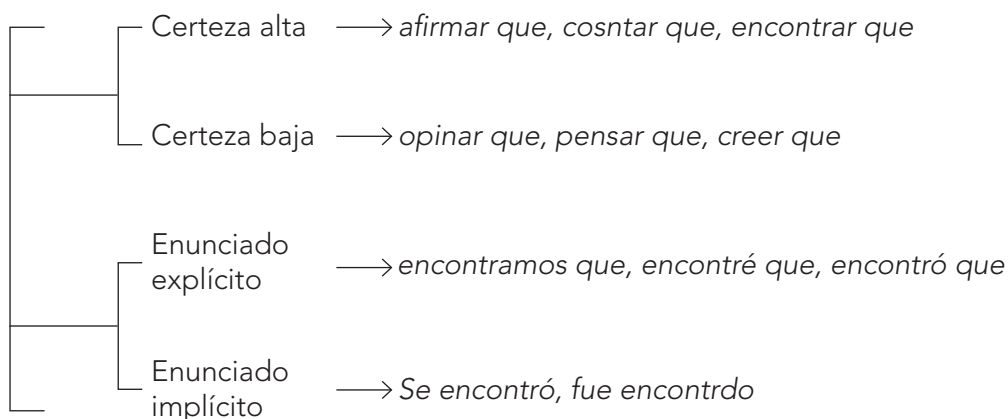 Certeza alta → afirmar que, cosntar que, encontrar que
Certeza baja → opinar que, pensar que, creer que
Enunciado
explícito → encontramos que, encontré que, encontró que
Enunciado
implícito → Se encontró, fue encontrdo